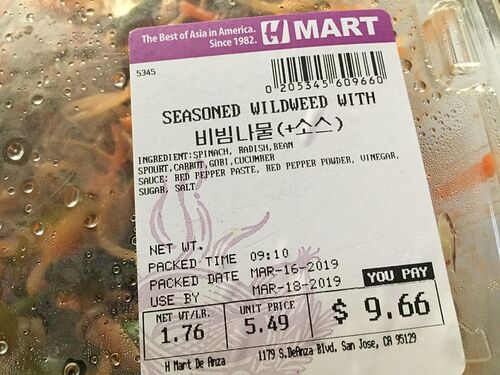 The Best of Asia in America.
Since 1982.
H MART
5345
0 205345 609660
SEASONED WILDWEED WITH
비빔나물(+소스)
INGREDIENT:SPINACH, RADISH,BEAN
SPOURT,CARROT,GOBI,CUCUMBER
SAUCE: RED PEPPER PASTE, RED PEPPER POWDER, VINEGAR,
SUGAR, SALT
NET WT.
PACKED TIME 09:10
PACKED DATE MAR-16-2019
USE BY MAR-18-2019
YOU PAY
NET WT/LB. UNIT PRICE
1.76 5.49 $ 9.66
H Mart De Anza 1179 S.DeAnza Blvd. San Jose, CA 95129